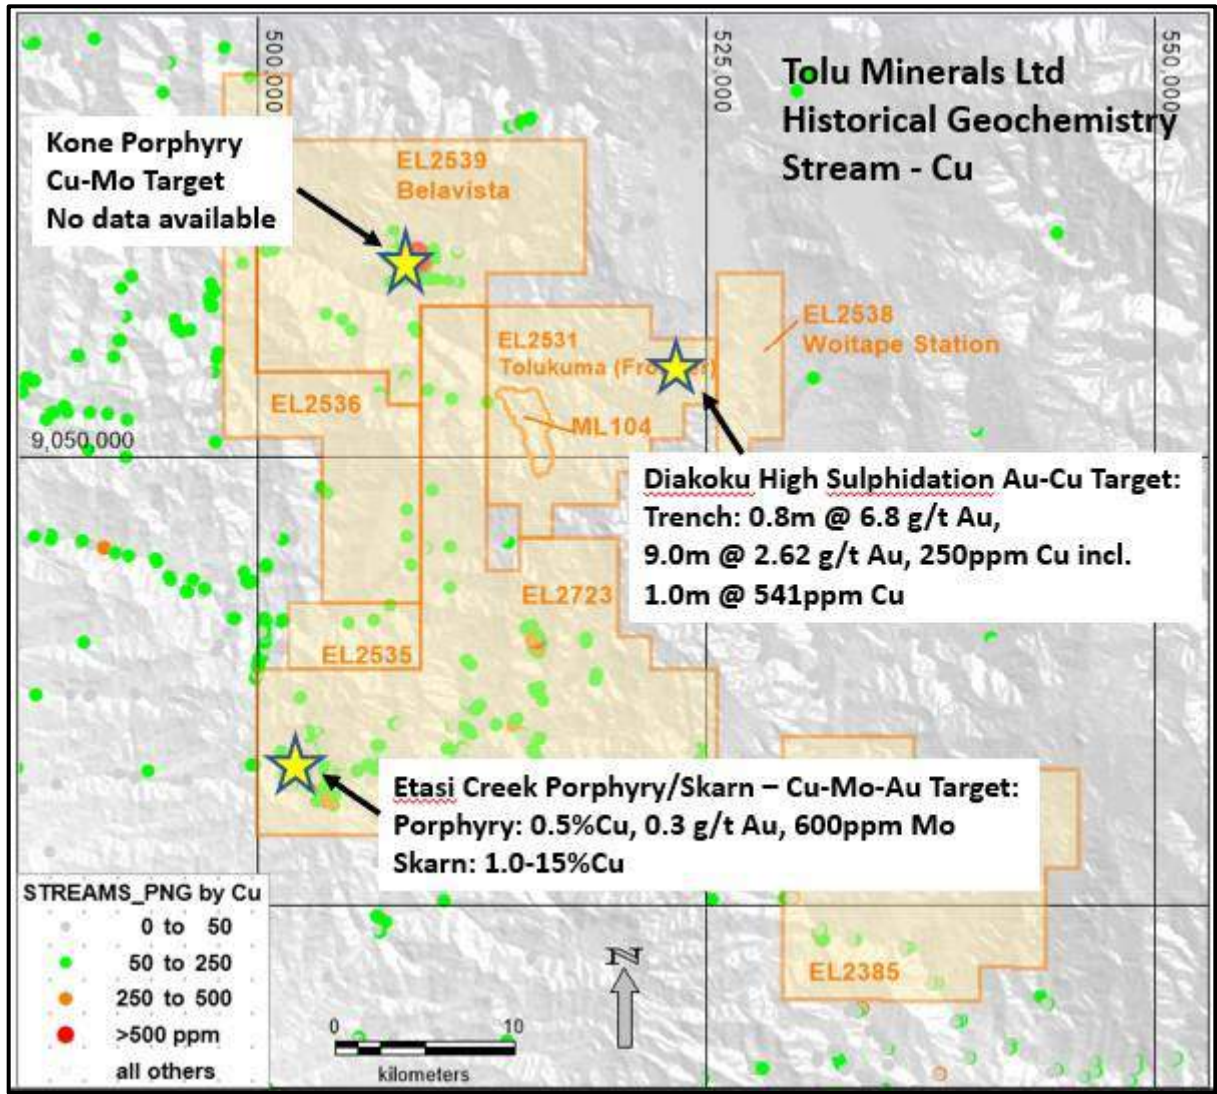 500,000
525,000
550,000
Tolu Minerals Ltd
Historical Geochemistry
Stream - Cu
Kone Porphyry
Cu-Mo Target
No data available
EL2539
Belavista
EL2538
Woitape Station
EL2531
Tolukuma (Fro er)
ML104
EL2536
9,050,000
Diakoku High Sulphidation Au-Cu Target:
Trench: 0.8m @ 6.8 g/t Au,
9.0m @ 2.62 g/t Au, 250ppm Cu incl.
1.0m @ 541ppm Cu
EL2723
EL2535
Etasi Creek Porphyry/Skarn – Cu-Mo-Au Target:
Porphyry: 0.5%Cu, 0.3 g/t Au, 600ppm Mo
Skarn: 1.0-15%Cu
STREAMS_PNG by Cu
0 to 50
50 to 250
250 to 500
>500 ppm
all others
EL2385
N
0 10
kilometers